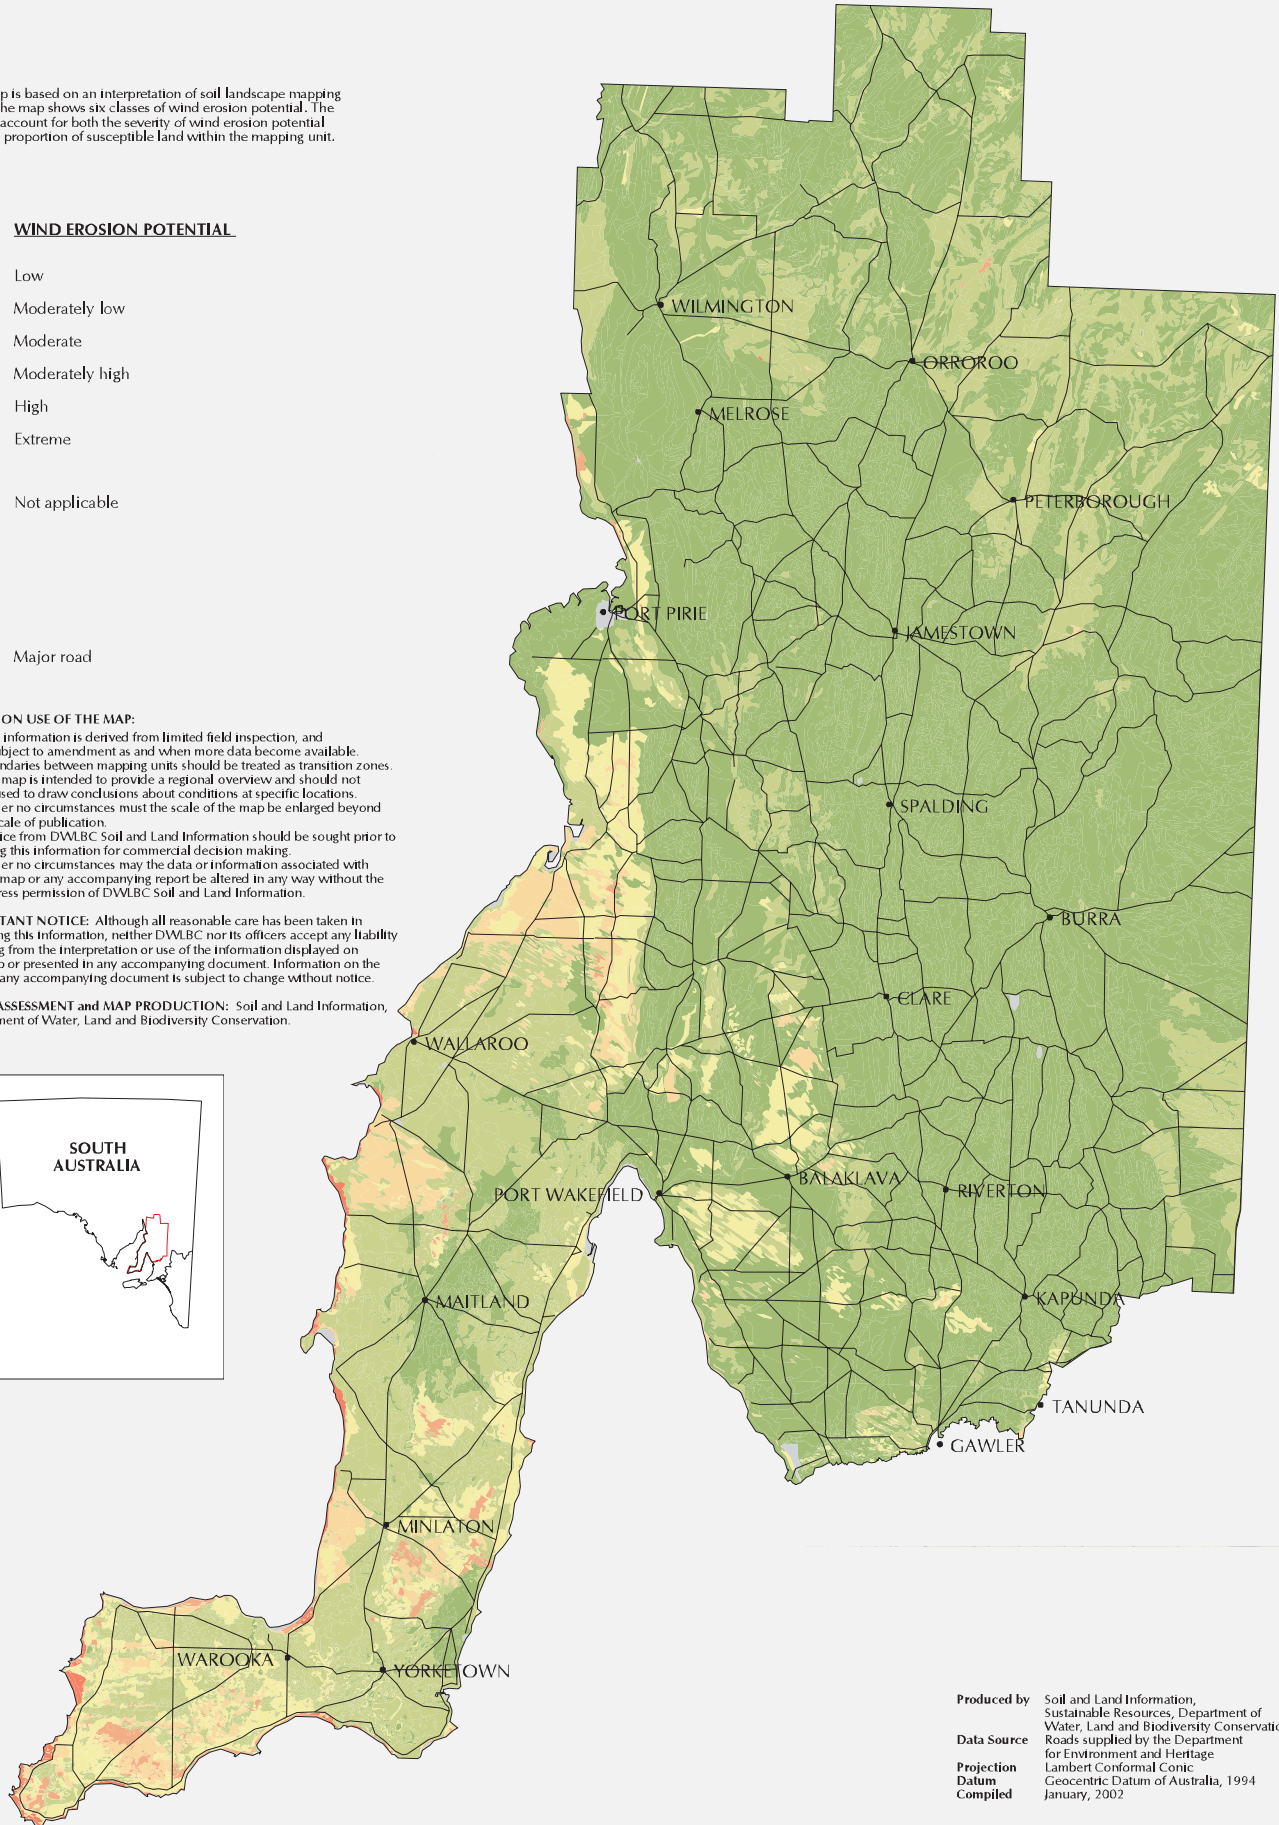 p is based on an interpretation of soil landscape mapping
he map shows six classes of wind erosion potential. The
account for both the severity of wind erosion potential
proportion of susceptible land within the mapping unit.
WIND EROSION POTENTIAL
Low
Moderately low
Moderate
Moderately high
High
Extreme
Not applicable
Major road
ON USE OF THE MAP:
information is derived from limited field inspection, and
bject to amendment as and when more data become available.
ndaries between mapping units should be treated as transition zones.
map is intended to provide a regional overview and should not
sed to draw conclusions about conditions at specific locations.
er no circumstances must the scale of the map be enlarged beyond
cale of publication.
ice from DWLBC Soil and Land Information should be sought prior to
g this information for commercial decision making.
er no circumstances may the data or information associated with
map or any accompanying report be altered in any way without the
ress permission of DWLBC Soil and Land Information.
TANT NOTICE: Although all reasonable care has been taken in
ng this information, neither DWLBC nor its officers accept any liability
g from the interpretation or use of the information displayed on
p or presented in any accompanying document. Information on the
any accompanying document is subject to change without notice.
ASSESSMENT and MAP PRODUCTION: Soil and Land Information,
ment of Water, Land and Biodiversity Conservation.
SOUTH
AUSTRALIA
WILMINGTON
ORROROO
MELROSE
PETERBOROUGH
PORT PIRIE
JAMESTOWN
SPALDING
BURRA
CLARE
WALLAROO
BALAKLAVA
PORT WAKEFIELD
RIVERTON
MAITLAND
KAPUNDA
TANUNDA
GAWLER
MINLATON
WAROOKA
YORKETOWN
Produced by Soil and Land Information,
Sustainable Resources, Department of
Water, Land and Biodiversity Conservatio
Data Source Roads supplied by the Department
for Environment and Heritage
Projection Lambert Conformal Conic
Datum Geocentric Datum of Australia, 1994
Compiled January, 2002